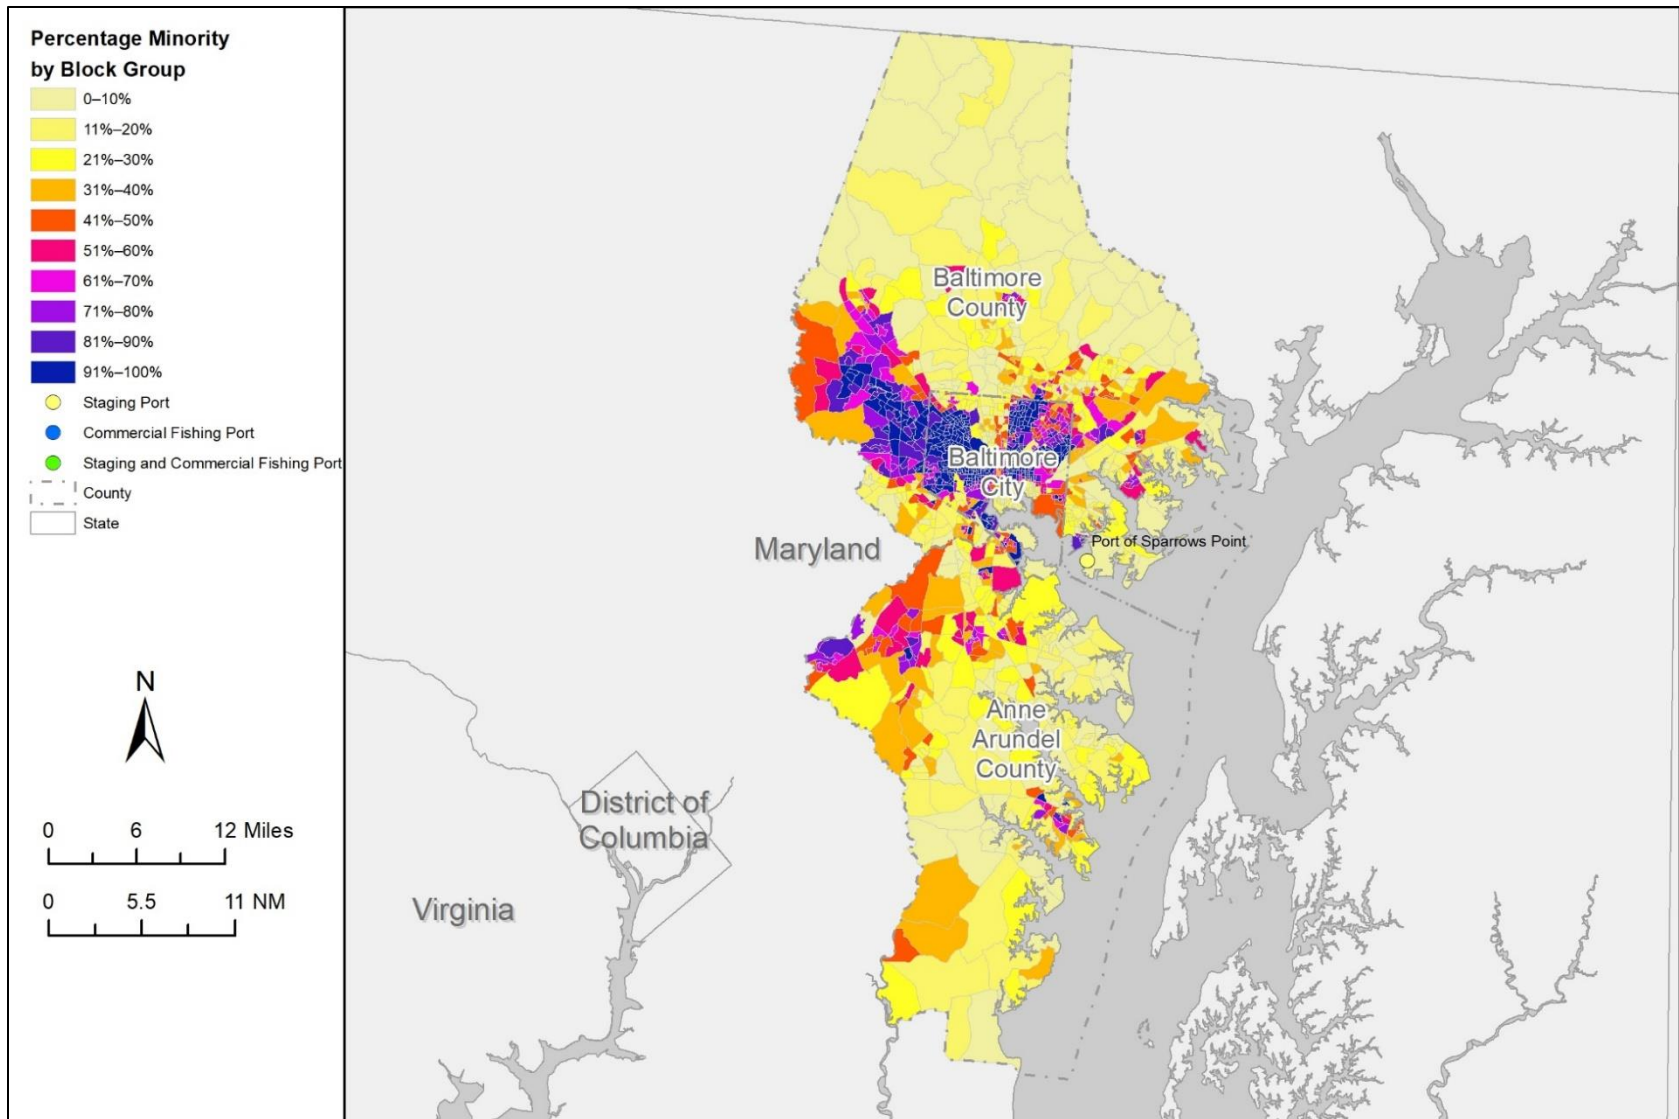 Percentage Minority
by Block Group
0–10%
11%–20%
21%–30%
31%–40%
41%–50%
51%–60%
61%–70%
71%–80%
81%–90%
91%–100%
Staging Port
Commercial Fishing Port
Staging and Commercial Fishing Port
County
State
N
0 6 12 Miles
0 5.5 11 NM
Baltimore
County
Baltimore
City
Maryland
Port of Sparrows Point
Anne
Arundel
County
District of
Columbia
Virginia